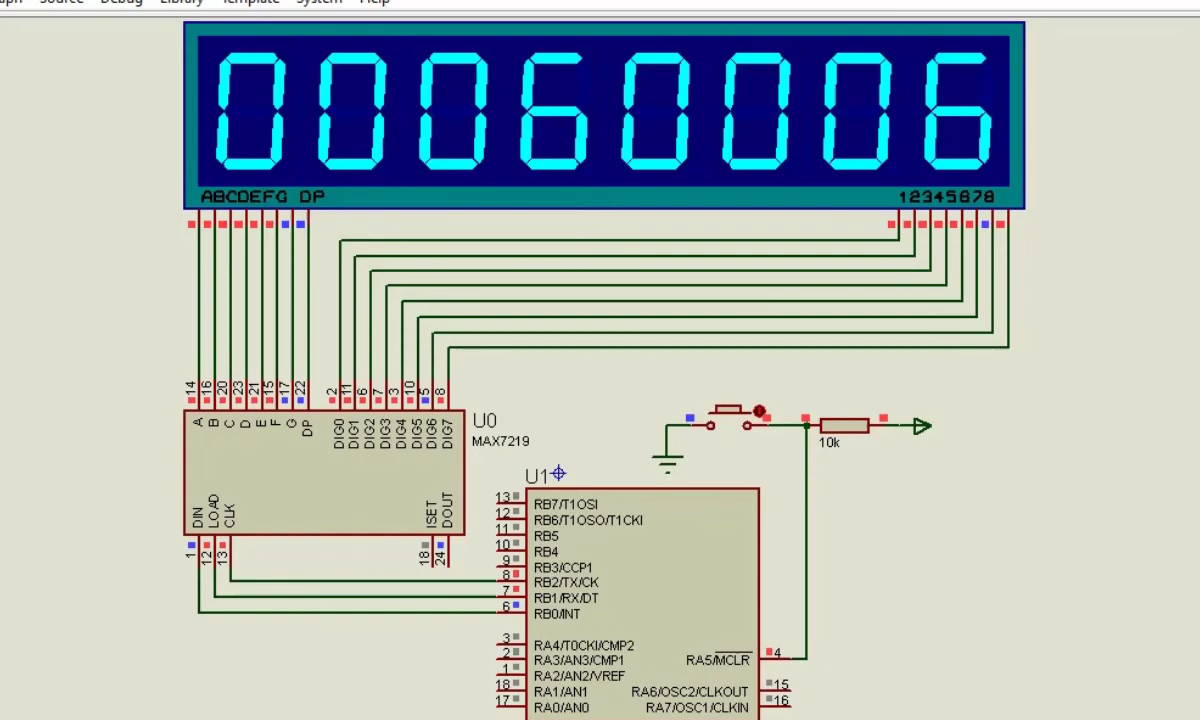 Source Debug Library Template System Help
00060006
ABCDEFG DP 12345678
14 16 20 23 21 15 17 22 2 11 6 7 3 10 5 8
A B C D E F G DP DIG0 DIG1 DIG2 DIG3 DIG4 DIG5 DIG6 DIG7
U0
MAX7219
10k
DIN LOAD CLK ISET DOUT
1 12 13 18 24
U1
13 RB7/T1OSI
12 RB6/T1OSO/T1CKI
11 RB5
10 RB4
9 RB3/CCP1
8 RB2/TX/CK
7 RB1/RX/DT
6 RB0/INT
3 RA4/T0CKI/CMP2
2 RA3/AN3/CMP1 RA5/MCLR 4
1 RA2/AN2/VREF
18 RA1/AN1 RA6/OSC2/CLKOUT 15
17 RA0/AN0 RA7/OSC1/CLKIN 16